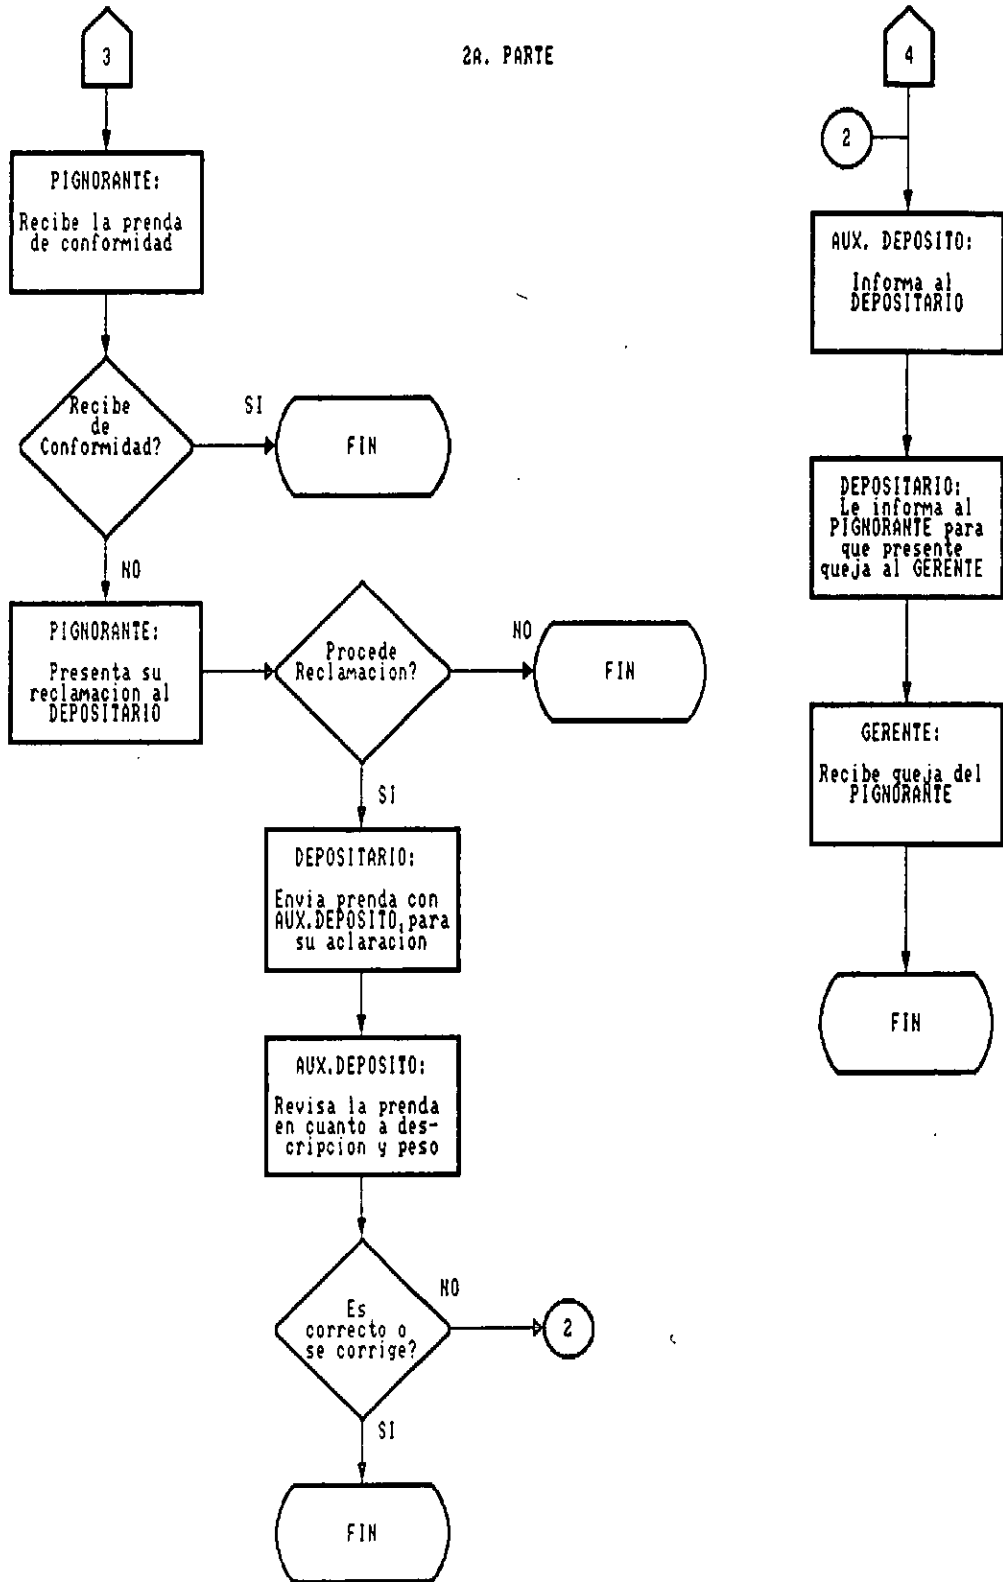 3
2A. PARTE
4
2
PIGNORANTE:
Recibe la prenda
de conformidad
AUX. DEPOSITO:
Informa al
DEPOSITARIO
Recibe
de
Conformidad?
SI
FIN
DEPOSITARIO:
Le informa al
PIGNORANTE para
que presente
queja al GERENTE
NO
PIGNORANTE:
Presenta su
reclamacion al
DEPOSITARIO
Procede
Reclamacion?
NO
FIN
GERENTE:
Recibe queja del
PIGNORANTE
SI
DEPOSITARIO:
Envia prenda con
AUX.DEPOSITO, para
su aclaracion
FIN
AUX.DEPOSITO:
Revisa la prenda
en cuanto a des-
cripcion y peso
Es
correcto o
se corrige?
NO
2
SI
FIN